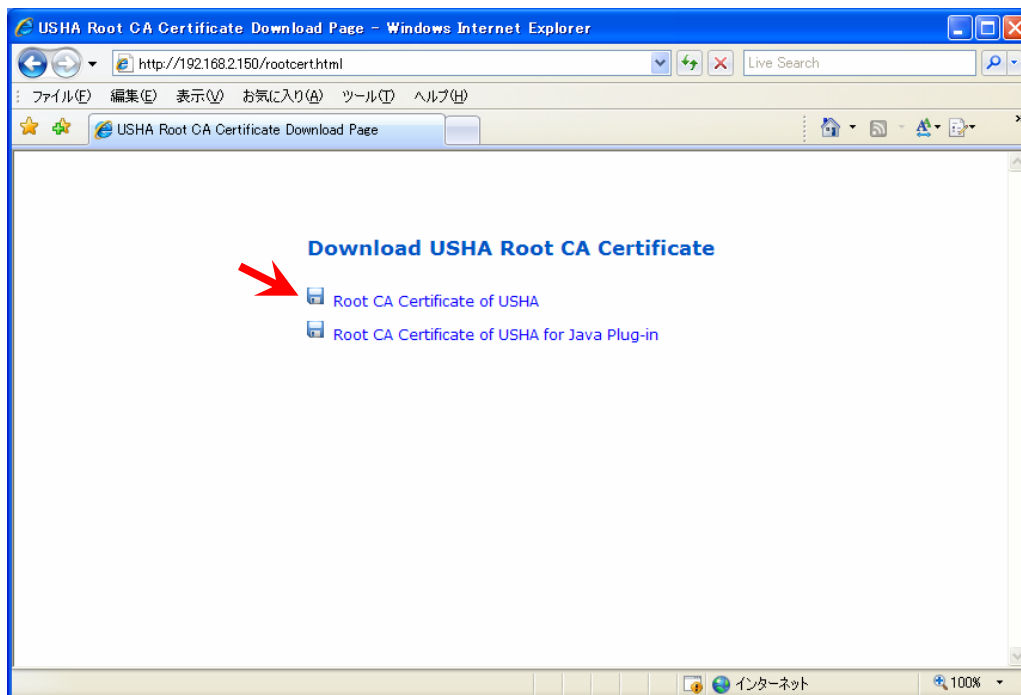 USHA Root CA Certificate Download Page - Windows Internet Explorer
http://192.168.2.150/rootcert.html
Live Search
ファイル(F) 編集(E) 表示(V) お気に入り(A) ツール(T) ヘルプ(H)
USHA Root CA Certificate Download Page
Download USHA Root CA Certificate
Root CA Certificate of USHA
Root CA Certificate of USHA for Java Plug-in
インターネット
100%